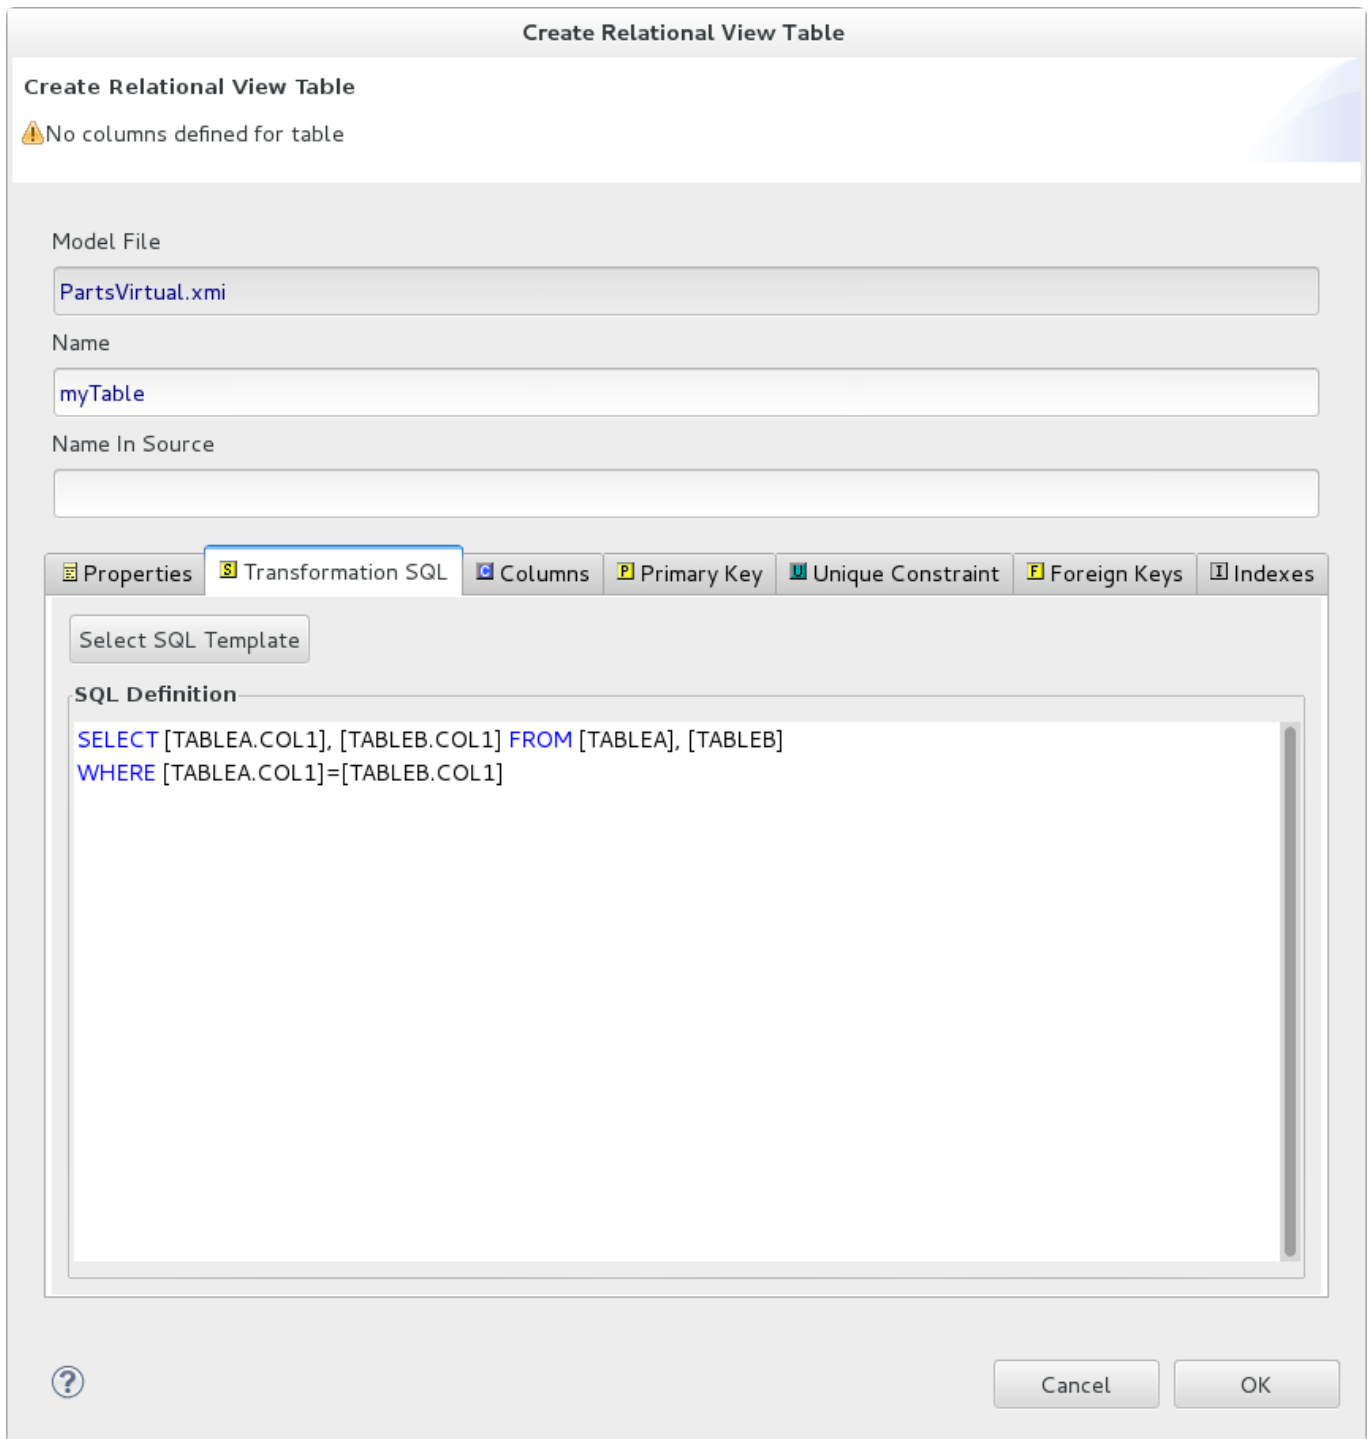 Create Relational View Table
Create Relational View Table
No columns defined for table
Model File
PartsVirtual.xmi
Name
myTable
Name In Source
Properties S Transformation SQL C Columns P Primary Key U Unique Constraint F Foreign Keys I Indexes
Select SQL Template
SQL Definition
SELECT [TABLEA.COL1], [TABLEB.COL1] FROM [TABLEA], [TABLEB]
WHERE [TABLEA.COL1]=[TABLEB.COL1]
? Cancel OK